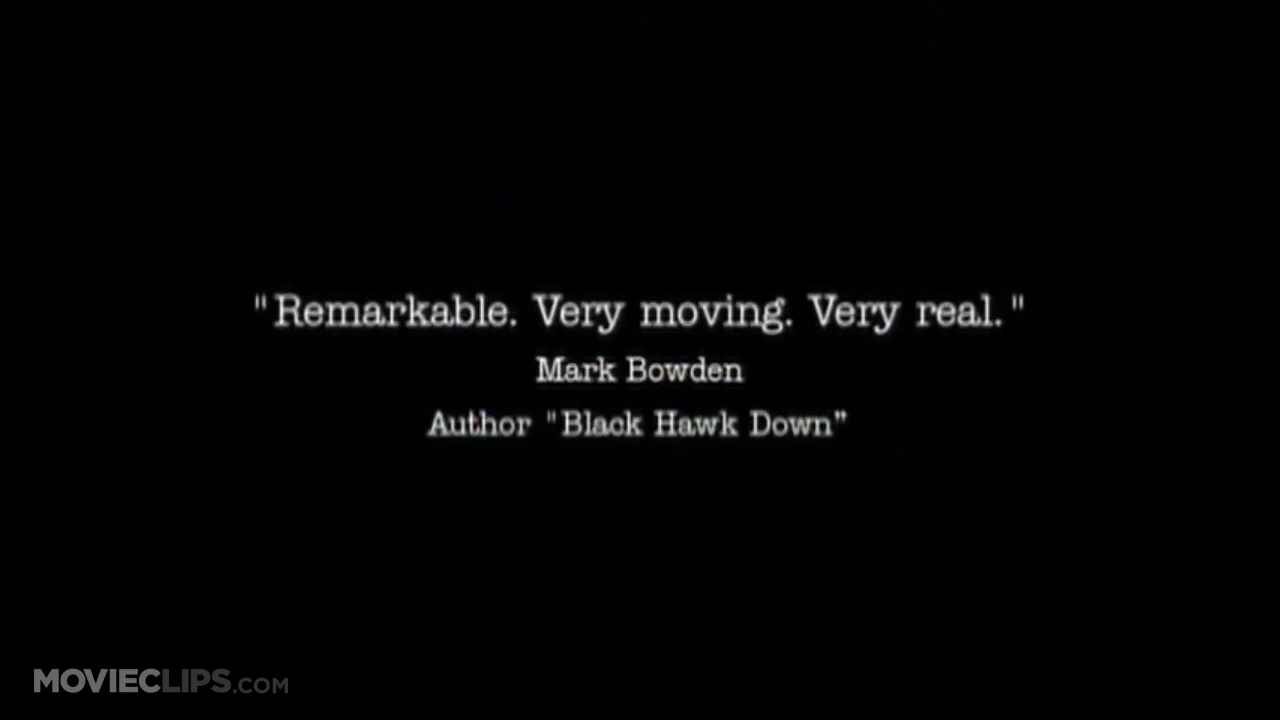 "Remarkable. Very moving. Very real."
Mark Bowden
Author "Black Hawk Down”
MOVIECLIPS.COM